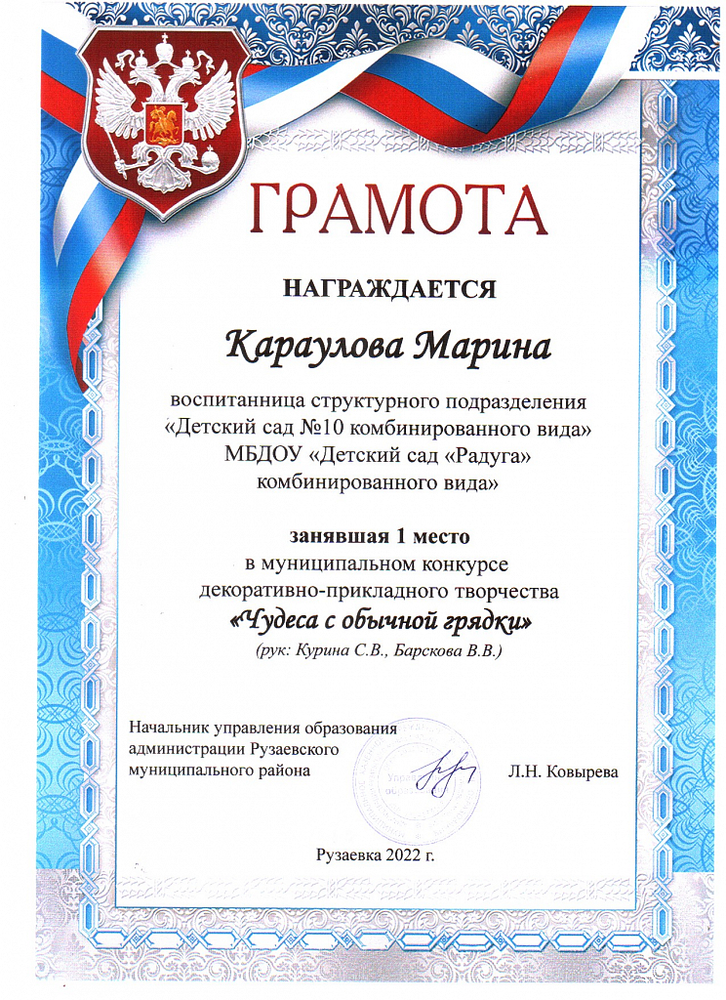 ГРАМОТА
НАГРАЖДАЕТСЯ
Караулова Марина
воспитанница структурного подразделения
«Детский сад №10 комбинированного вида»
МБДОУ «Детский сад «Радуга»
комбинированного вида»
занявшая 1 место
в муниципальном конкурсе
декоративно-прикладного творчества
«Чудеса с обычной грядки»
(рук: Курина С.В., Барскова В.В.)
Начальник управления образования
администрации Рузаевского
муниципального района
Л.Н. Ковырева
Рузаевка 2022 г.